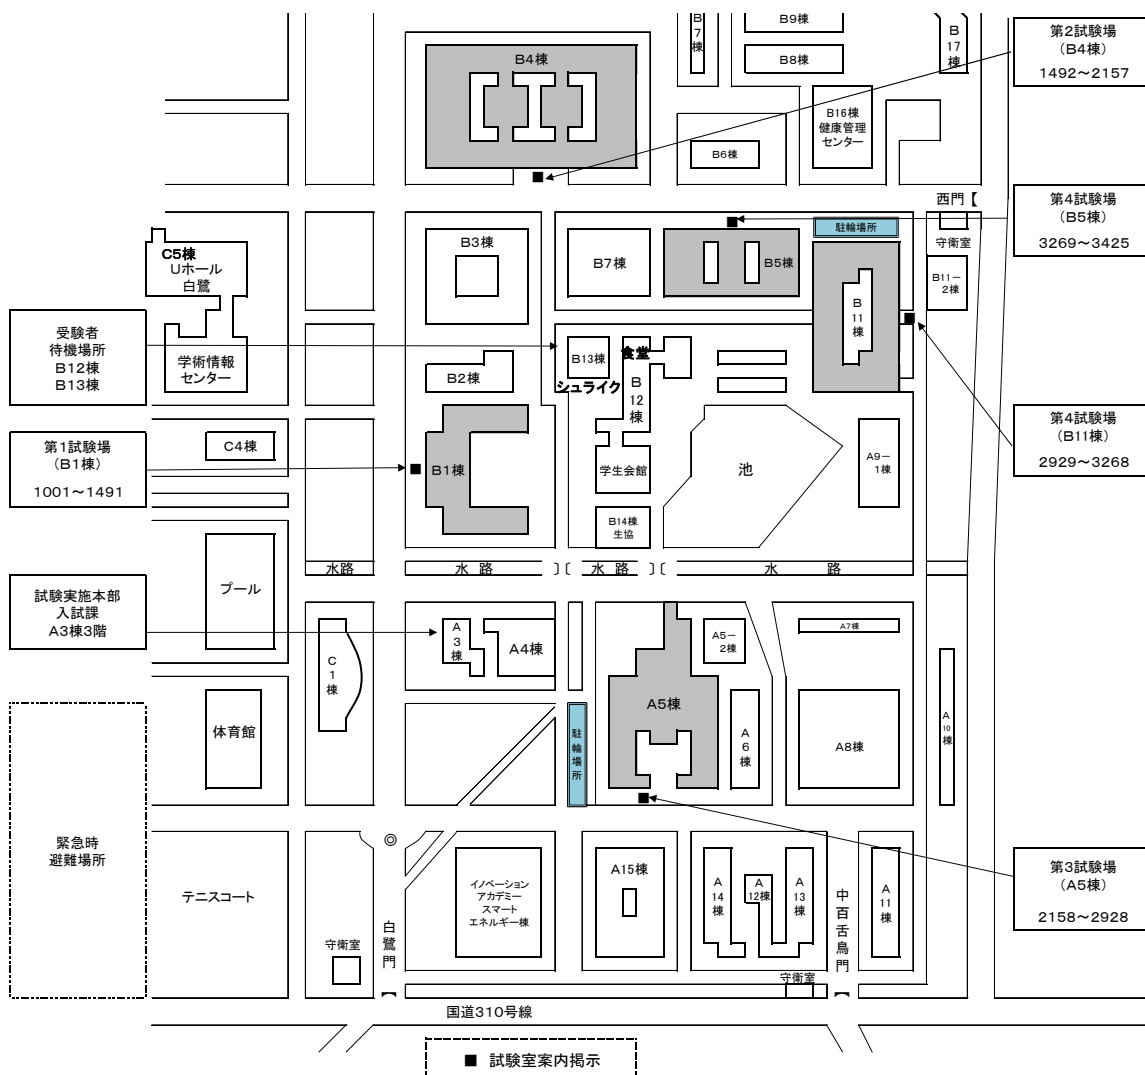 B7棟
B9棟
B8棟
B17棟
第2試験場
(B4棟)
1492～2157
B4棟
B16棟
健康管理
センター
B6棟
西門【
第4試験場
(B5棟)
3269～3425
駐輪場所
守衛室
C5棟
Uホール
白鷺
B3棟
B7棟
B5棟
B11－
2棟
B11棟
受験者
待機場所
B12棟
B13棟
学術情報
センター
B2棟
B13棟
食堂
シュライク
B12棟
第1試験場
(B1棟)
1001～1491
C4棟
B1棟
学生会館
池
A9－
1棟
第4試験場
(B11棟)
2929～3268
B14棟
生協
水路
水 路
水 路
水 路
プール
試験実施本部
入試課
A3棟3階
C1棟
A3棟
A4棟
A5－
2棟
A7棟
体育館
駐輪場所
A5棟
A6棟
A8棟
A10棟
緊急時
避難場所
◎
テニスコート
イノベーション
アカデミー
スマート
エネルギー棟
A15棟
A14棟
A12棟
A13棟
A11棟
第3試験場
(A5棟)
2158～2928
守衛室
白鷺門
中百舌鳥門
守衛室
国道310号線
■ 試験室案内掲示